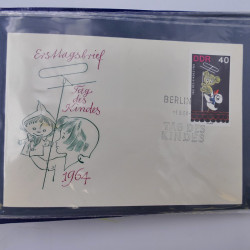 Ersttagsbrief
Tag
des
Kindes
1964
DDR 40
BERLIN
TAG DES
KINDES